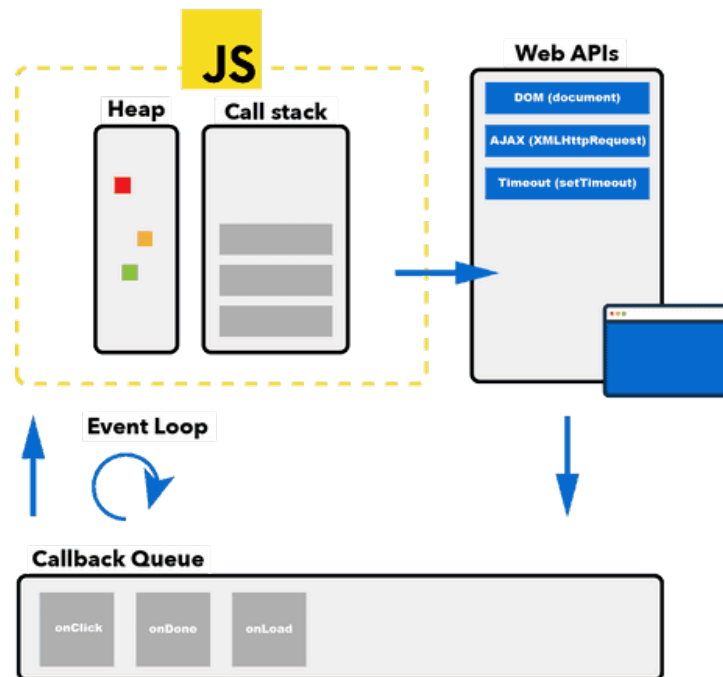 JS
Web APIs
Heap
Call stack
DOM (document)
AJAX (XMLHttpRequest)
Timeout (setTimeout)
Event Loop
Callback Queue
onClick
onDone
onLoad